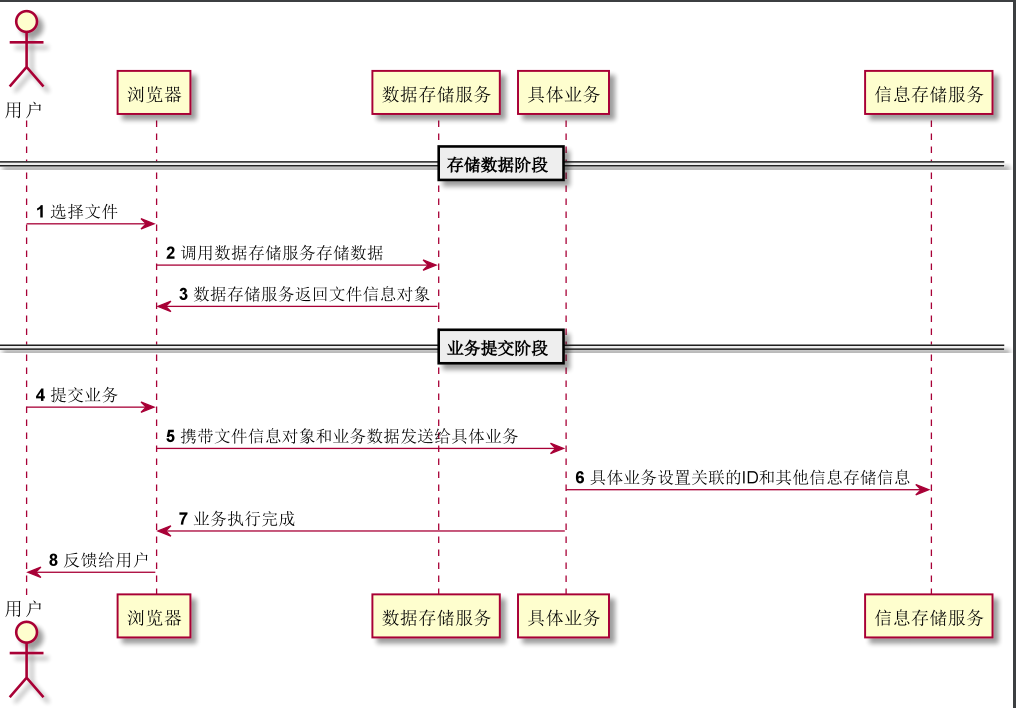 用户
浏览器
数据存储服务
具体业务
信息存储服务
存储数据阶段
1 选择文件
2 调用数据存储服务存储数据
3 数据存储服务返回文件信息对象
业务提交阶段
4 提交业务
5 携带文件信息对象和业务数据发送给具体业务
6 具体业务设置关联的ID和其他信息存储信息
7 业务执行完成
8 反馈给用户
用户
浏览器
数据存储服务
具体业务
信息存储服务